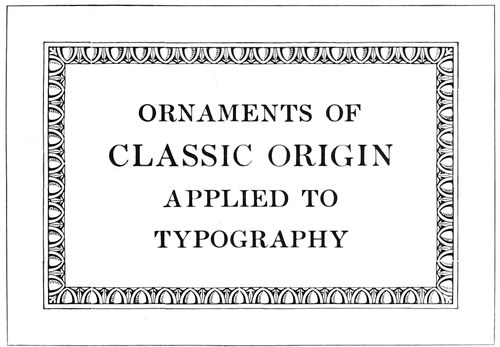 ORNAMENTS OF
CLASSIC ORIGIN
APPLIED TO
TYPOGRAPHY